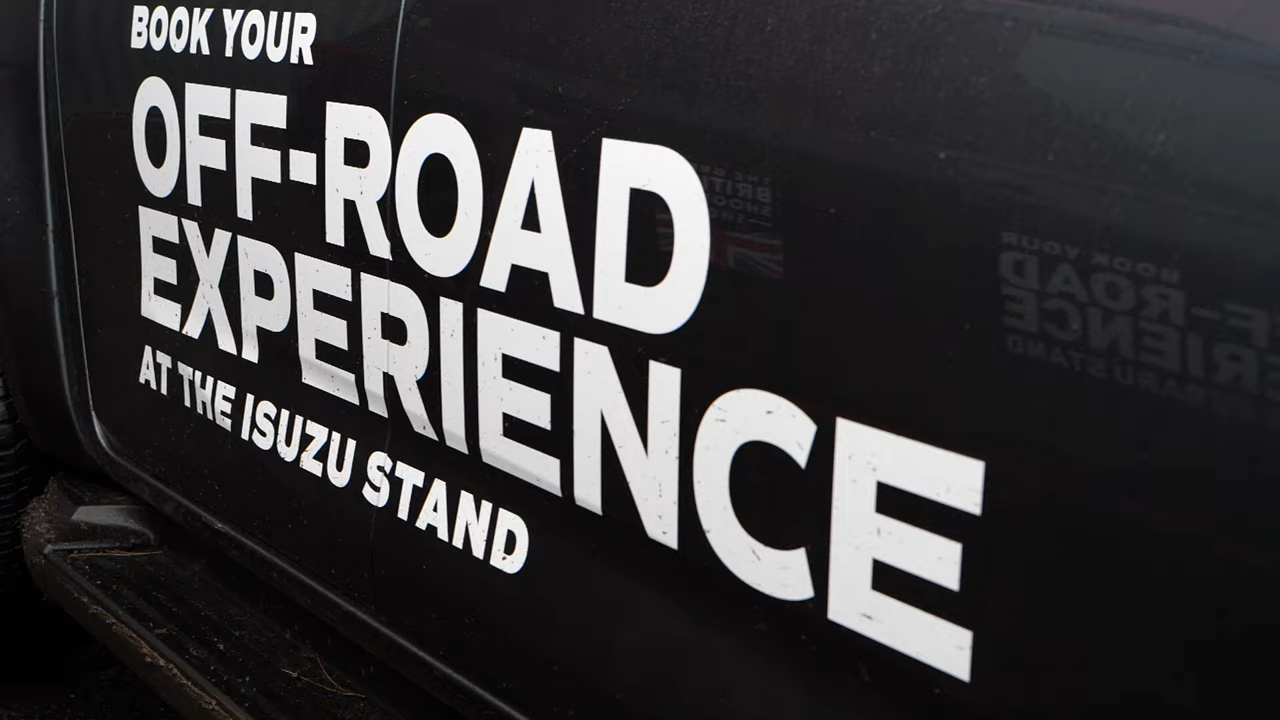 BOOK YOUR
OFF-ROAD
EXPERIENCE
AT THE ISUZU STAND